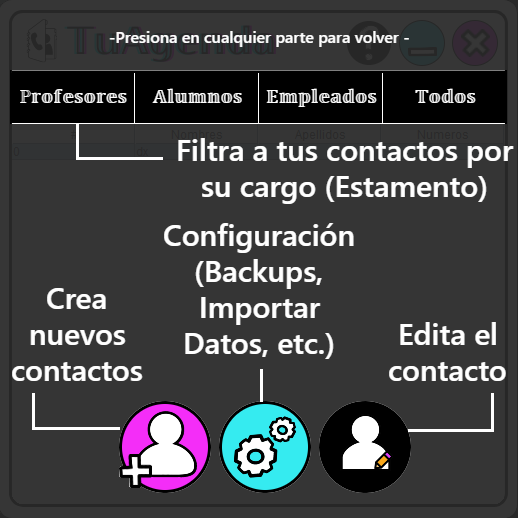 TuAgenda
-Presiona en cualquier parte para volver -
Profesores Alumnos Empleados Todos
Nombres Apellidos Números
Filtra a tus contactos por
su cargo (Estamento)
Configuración
(Backups,
Importar
Datos, etc.)
Crea
nuevos
contactos
Edita el
contacto